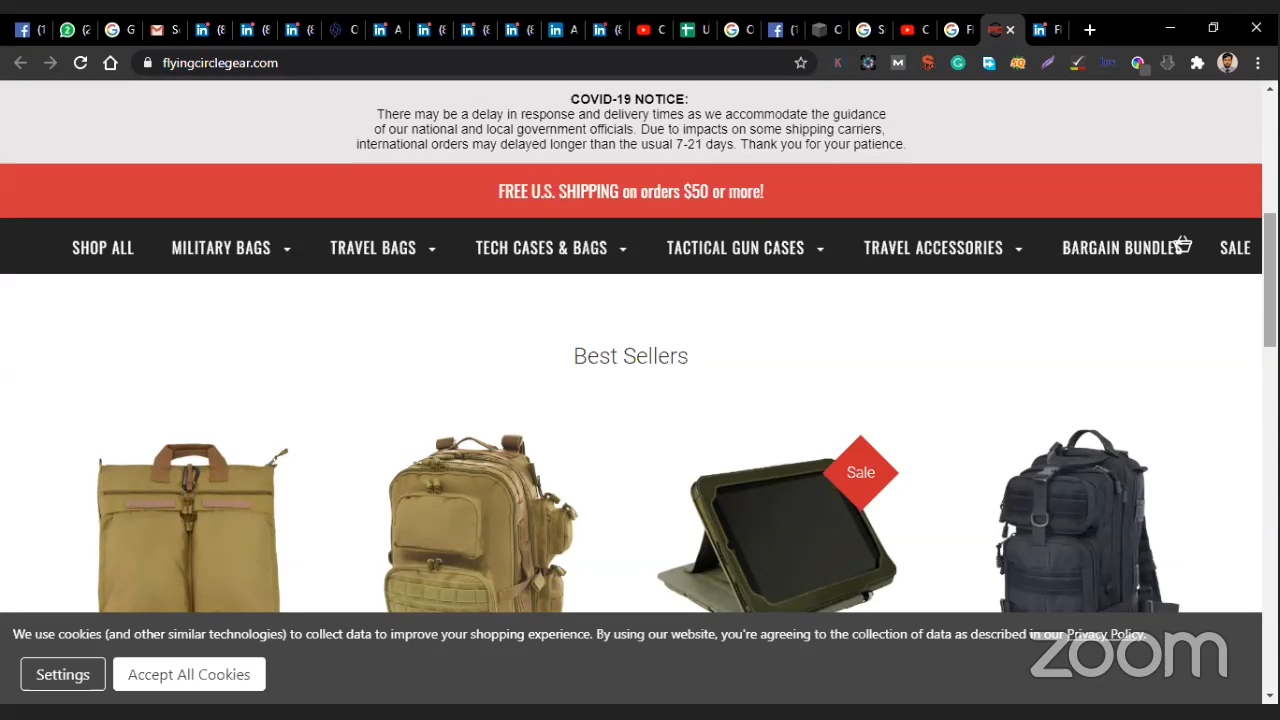 flyingcirclegear.com
COVID-19 NOTICE:
There may be a delay in response and delivery times as we accommodate the guidance
of our national and local government officials. Due to impacts on some shipping carriers,
international orders may delayed longer than the usual 7-21 days. Thank you for your patience.
FREE U.S. SHIPPING on orders $50 or more!
SHOP ALL MILITARY BAGS TRAVEL BAGS TECH CASES & BAGS TACTICAL GUN CASES TRAVEL ACCESSORIES BARGAIN BUNDLES SALE
Best Sellers
Sale
We use cookies (and other similar technologies) to collect data to improve your shopping experience. By using our website, you're agreeing to the collection of data as described in our Privacy Policy.
Settings Accept All Cookies
zoom